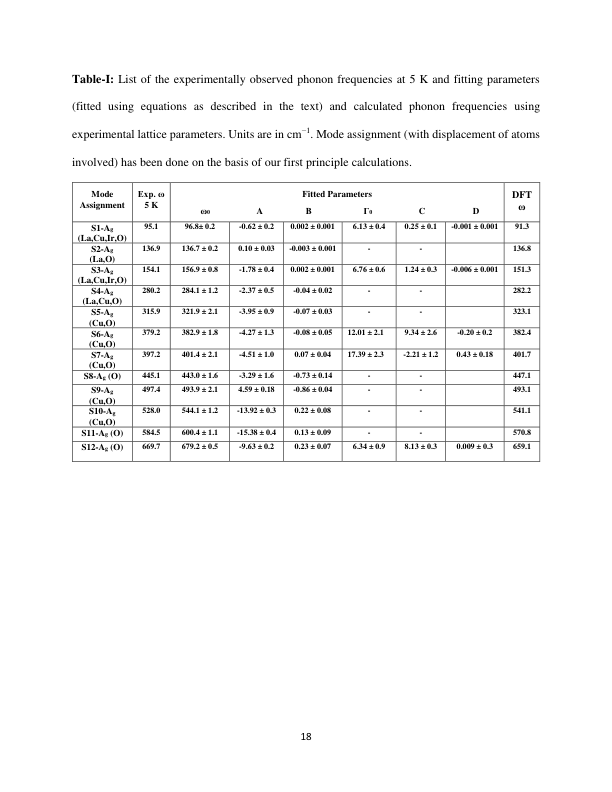 Table-I: List of the experimentally observed phonon frequencies at 5 K and fitting parameters
(fitted using equations as described in the text) and calculated phonon frequencies using
experimental lattice parameters. Units are in cm⁻¹. Mode assignment (with displacement of atoms
involved) has been done on the basis of our first principle calculations.
Mode Assignment Exp. ω 5 K Fitted Parameters DFT ω
ω₀ A B Γ₀ C D
S1-Ag (La,Cu,Ir,O) 95.1 96.8± 0.2 -0.62 ± 0.2 0.002 ± 0.001 6.13 ± 0.4 0.25 ± 0.1 -0.001 ± 0.001 91.3
S2-Ag (La,O) 136.9 136.7 ± 0.2 0.10 ± 0.03 -0.003 ± 0.001 - - 136.8
S3-Ag (La,Cu,Ir,O) 154.1 156.9 ± 0.8 -1.78 ± 0.4 0.002 ± 0.001 6.76 ± 0.6 1.24 ± 0.3 -0.006 ± 0.001 151.3
S4-Ag (La,Cu,O) 280.2 284.1 ± 1.2 -2.37 ± 0.5 -0.04 ± 0.02 - - 282.2
S5-Ag (Cu,O) 315.9 321.9 ± 2.1 -3.95 ± 0.9 -0.07 ± 0.03 - - 323.1
S6-Ag (Cu,O) 379.2 382.9 ± 1.8 -4.27 ± 1.3 -0.08 ± 0.05 12.01 ± 2.1 9.34 ± 2.6 -0.20 ± 0.2 382.4
S7-Ag (Cu,O) 397.2 401.4 ± 2.1 -4.51 ± 1.0 0.07 ± 0.04 17.39 ± 2.3 -2.21 ± 1.2 0.43 ± 0.18 401.7
S8-Ag (O) 445.1 443.0 ± 1.6 -3.29 ± 1.6 -0.73 ± 0.14 - - 447.1
S9-Ag (Cu,O) 497.4 493.9 ± 2.1 4.59 ± 0.18 -0.86 ± 0.04 - - 493.1
S10-Ag (Cu,O) 528.0 544.1 ± 1.2 -13.92 ± 0.3 0.22 ± 0.08 - - 541.1
S11-Ag (O) 584.5 600.4 ± 1.1 -15.38 ± 0.4 0.13 ± 0.09 - - 570.8
S12-Ag (O) 669.7 679.2 ± 0.5 -9.63 ± 0.2 0.23 ± 0.07 6.34 ± 0.9 8.13 ± 0.3 0.009 ± 0.3 659.1
18